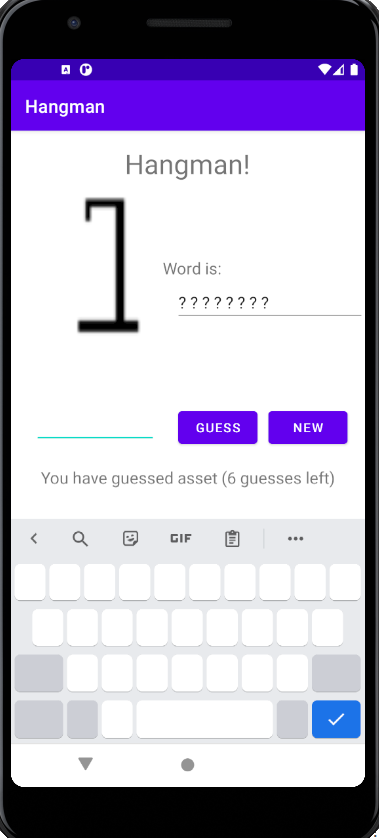 Hangman
Hangman!
Word is:
? ? ? ? ? ? ? ?
GUESS
NEW
You have guessed asset (6 guesses left)
GIF